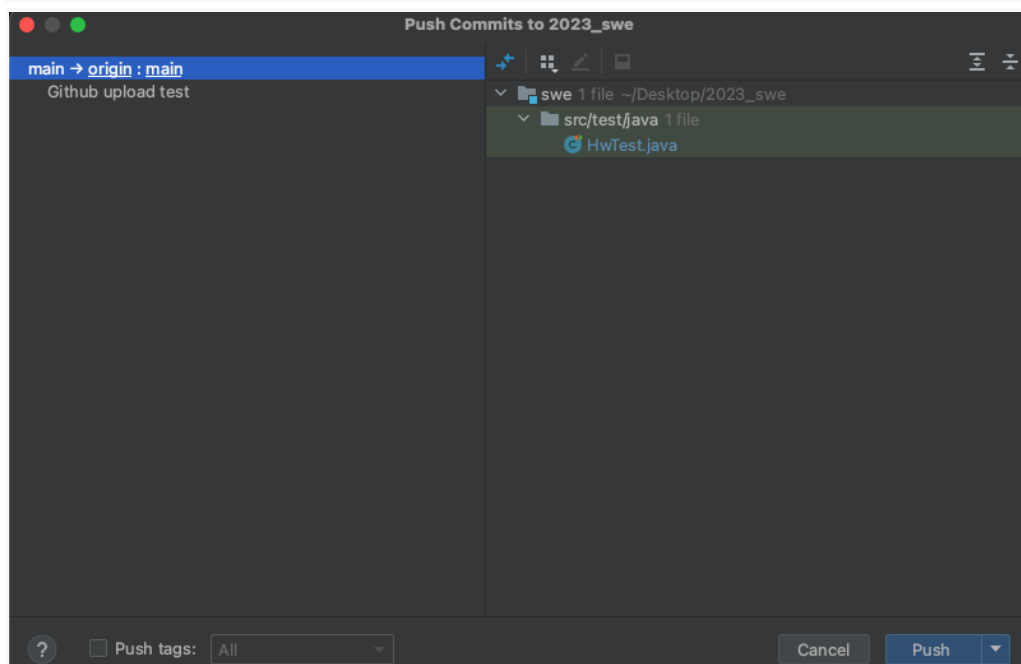 Push Commits to 2023_swe
main → origin : main
Github upload test
swe 1 file ~/Desktop/2023_swe
src/test/java 1 file
HwTest.java
? Push tags: All
Cancel Push